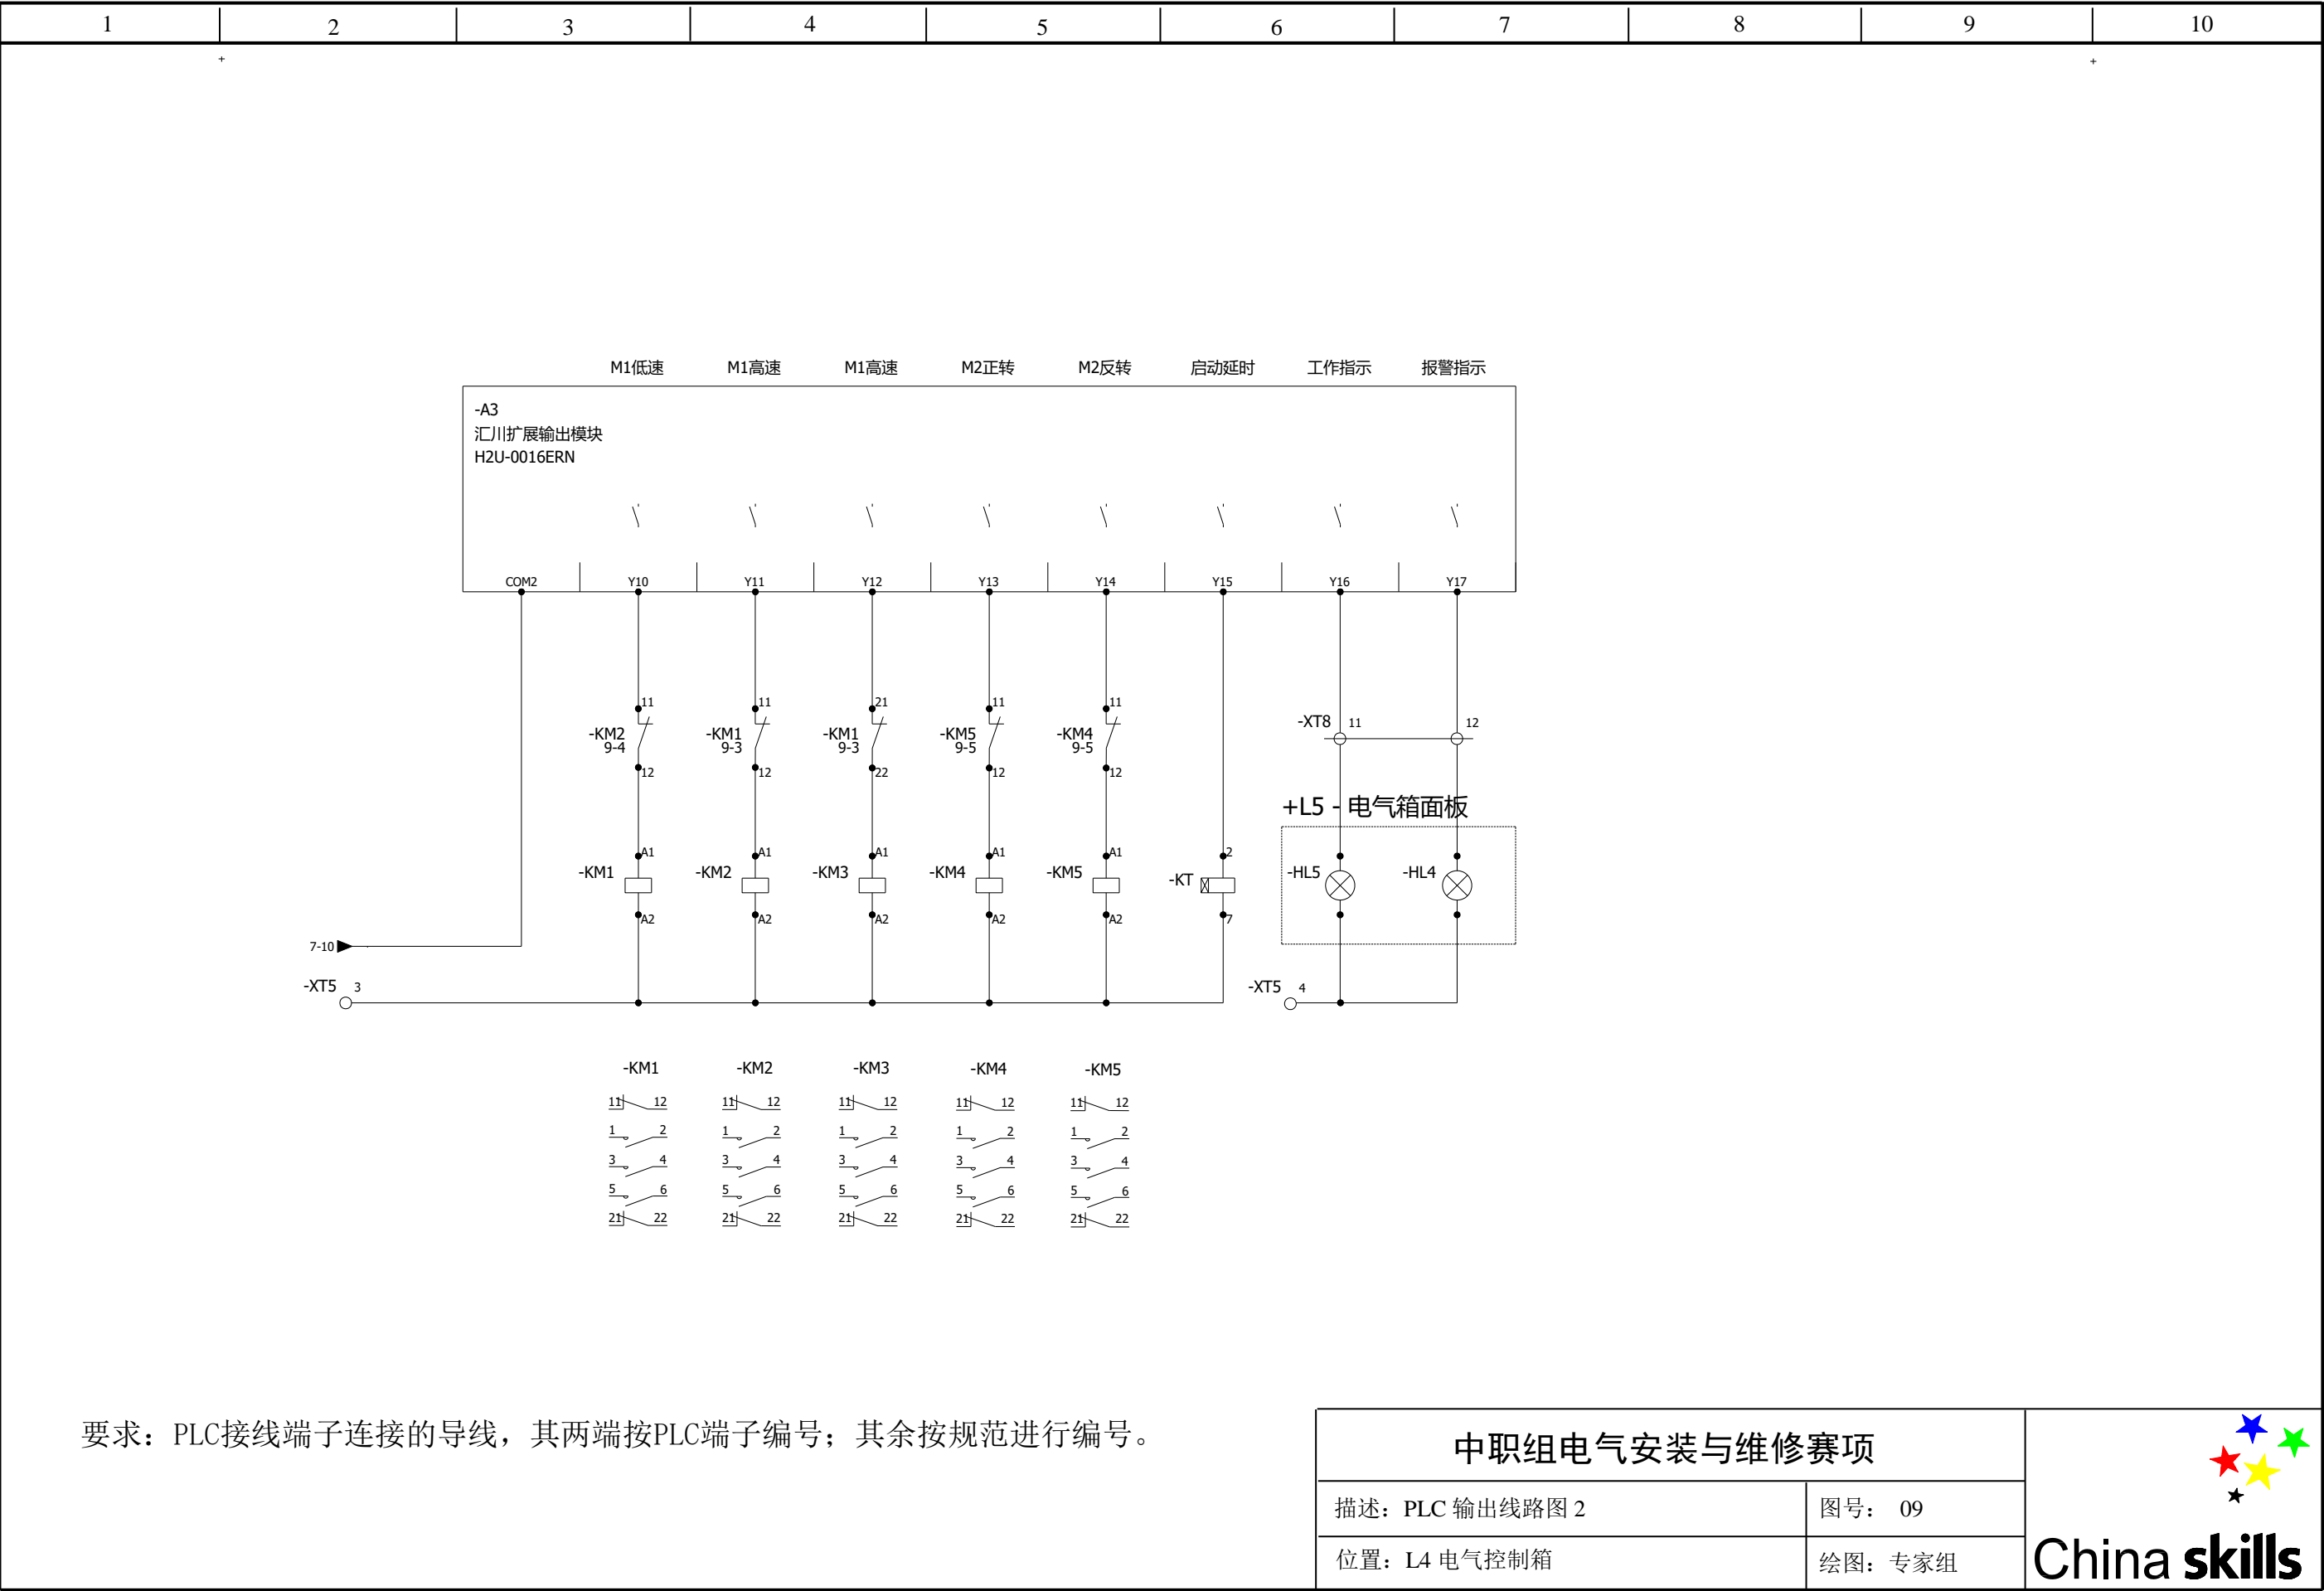 1 2 3 4 5 6 7 8 9 10
M1低速 M1高速 M1高速 M2正转 M2反转 启动延时 工作指示 报警指示
-A3
汇川扩展输出模块
H2U-0016ERN
COM2 Y10 Y11 Y12 Y13 Y14 Y15 Y16 Y17
11 11 21 11 11
-XT8 11 12
-KM2 -KM1 -KM1 -KM5 -KM4
9-4 9-3 9-3 9-5 9-5
12 12 22 12 12
+L5 - 电气箱面板
A1 A1 A1 A1 A1 2
-KM1 -KM2 -KM3 -KM4 -KM5 -KT -HL5 -HL4
A2 A2 A2 A2 A2 7
7-10
-XT5 3 -XT5 4
-KM1 -KM2 -KM3 -KM4 -KM5
11 12 11 12 11 12 11 12 11 12
1 2 1 2 1 2 1 2 1 2
3 4 3 4 3 4 3 4 3 4
5 6 5 6 5 6 5 6 5 6
21 22 21 22 21 22 21 22 21 22
要求：PLC接线端子连接的导线，其两端按PLC端子编号；其余按规范进行编号。
中职组电气安装与维修赛项
描述：PLC 输出线路图 2 图号： 09
位置：L4 电气控制箱 绘图：专家组
China skills